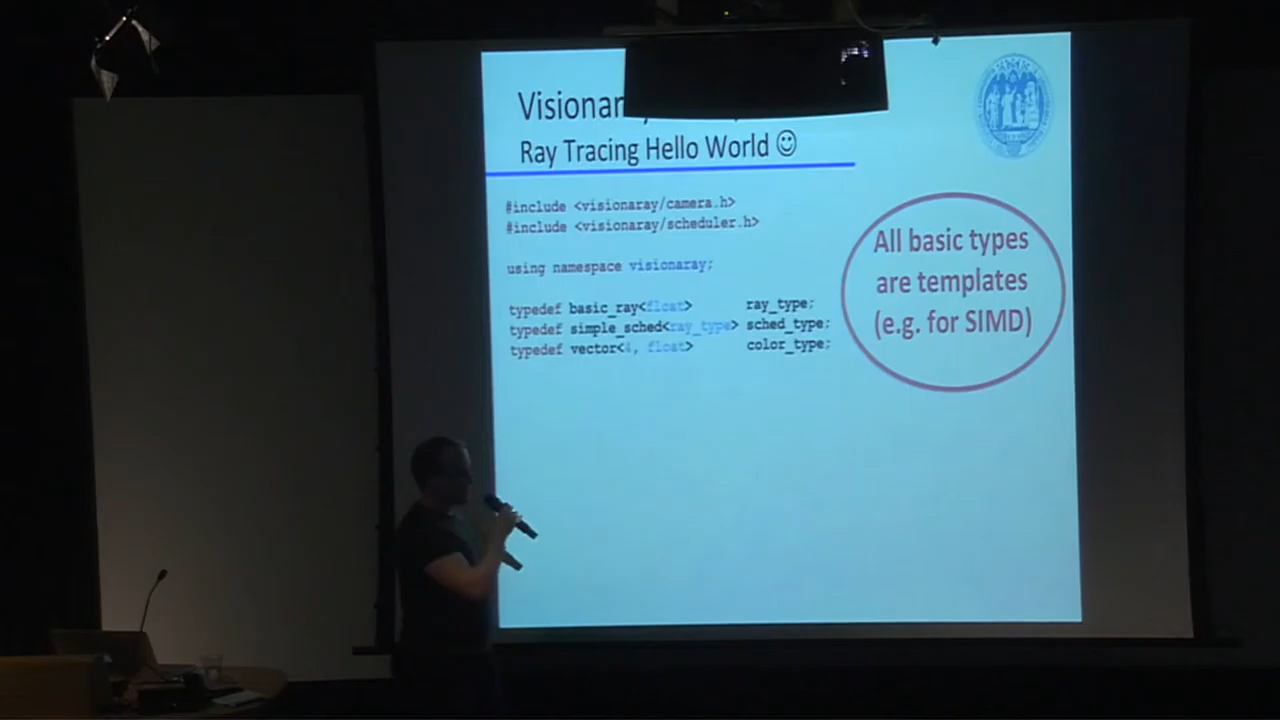 Ray Tracing Hello World ☺
#include <visionaray/camera.h>
#include <visionaray/scheduler.h>
using namespace visionaray;
typedef basic_ray<float> ray_type;
typedef simple_sched<ray_type> sched_type;
typedef vector<4, float> color_type;
All basic types
are templates
(e.g. for SIMD)